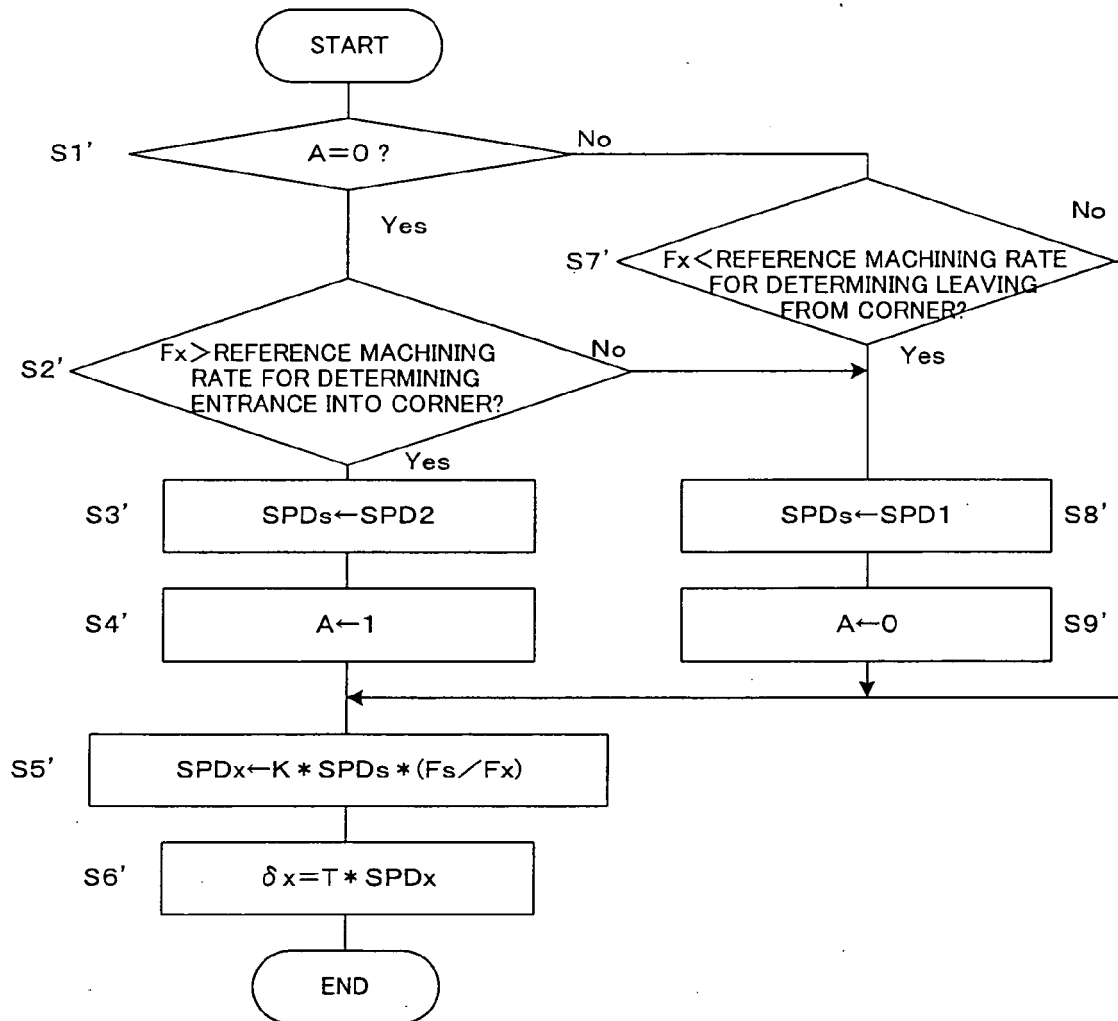 START
S1'
A=0 ?
No
Yes
No
S7'
Fx<REFERENCE MACHINING RATE
FOR DETERMINING LEAVING
FROM CORNER?
Yes
S2'
Fx>REFERENCE MACHINING
RATE FOR DETERMINING
ENTRANCE INTO CORNER?
No
Yes
S3'
SPDs←SPD2
SPDs←SPD1
S8'
S4'
A←1
A←0
S9'
S5'
SPDx←K * SPDs * (Fs/Fx)
S6'
δx=T * SPDx
END